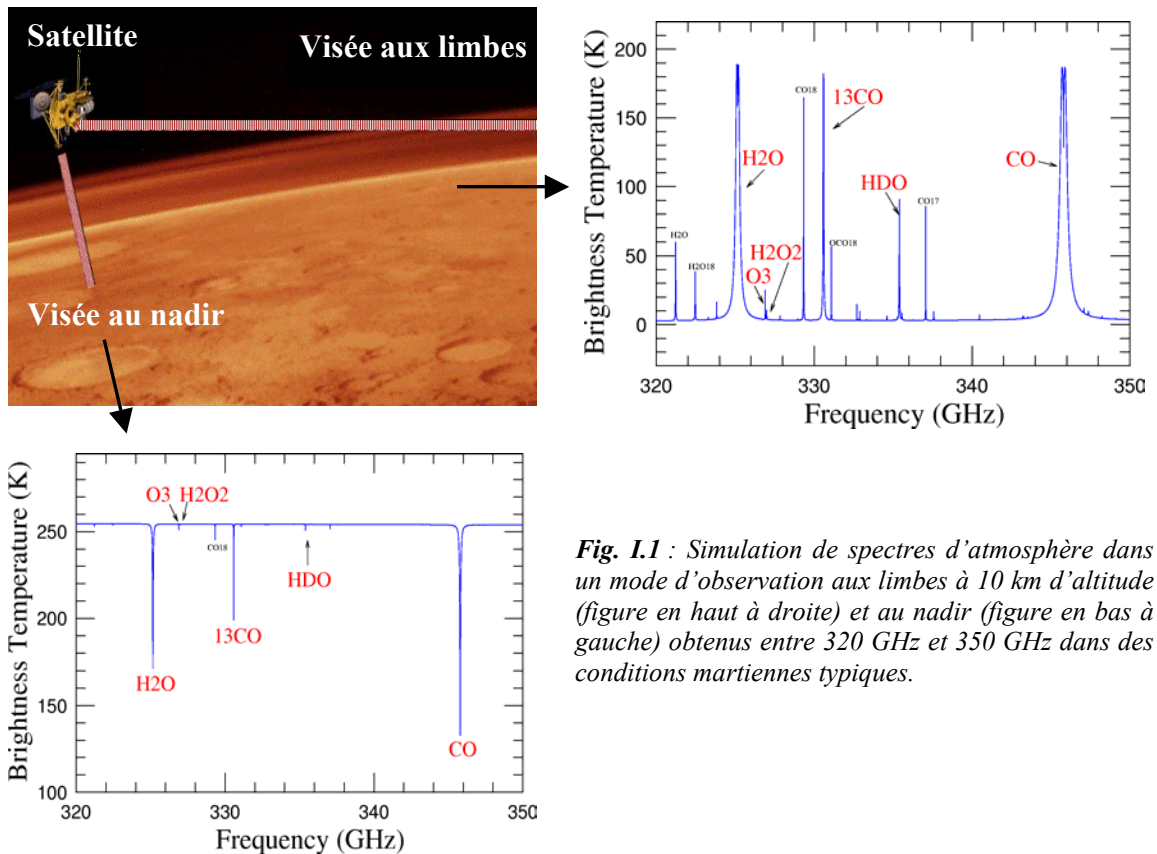 Satellite
Visée aux limbes
Visée au nadir
Brightness Temperature (K)
200
150
100
50
0
H2O
H2O18
H2O
O3
H2O2
CO18
13CO
OCO18
HDO
CO17
CO
320
330
340
350
Frequency (GHz)
Brightness Temperature (K)
250
200
150
100
O3 H2O2
CO18
HDO
13CO
H2O
CO
320
330
340
350
Frequency (GHz)
Fig. I.1 : Simulation de spectres d'atmosphère dans
un mode d'observation aux limbes à 10 km d'altitude
(figure en haut à droite) et au nadir (figure en bas à
gauche) obtenus entre 320 GHz et 350 GHz dans des
conditions martiennes typiques.